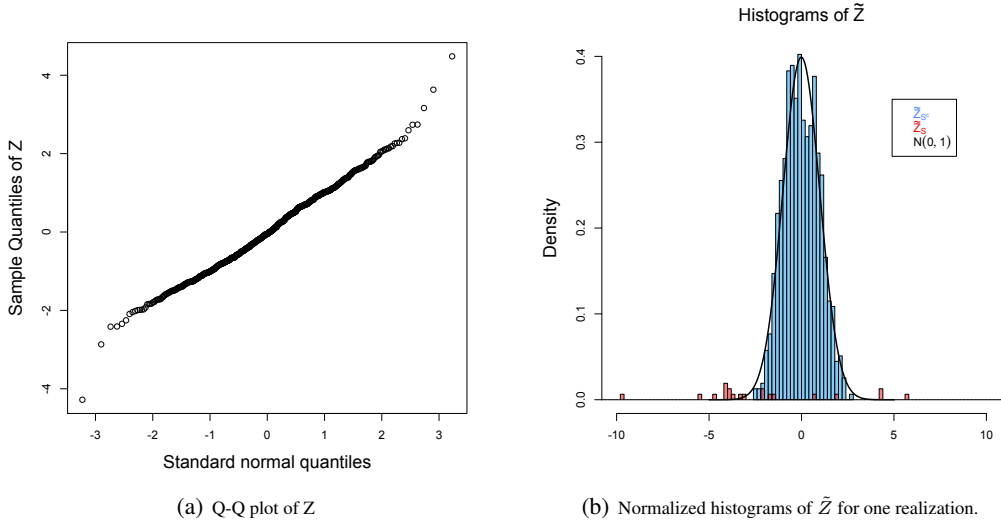 Histograms of Z̃
Sample Quantiles of Z
4
2
0
2
-4
-3
-2
-1
0
1
2
3
Standard normal quantiles
Density
0.4
0.3
0.2
0.1
0.0
-10
-5
0
5
10
Z̃Sᶜ
Z̃S
N(0, 1)
(a) Q-Q plot of Z
(b) Normalized histograms of Z̃ for one realization.